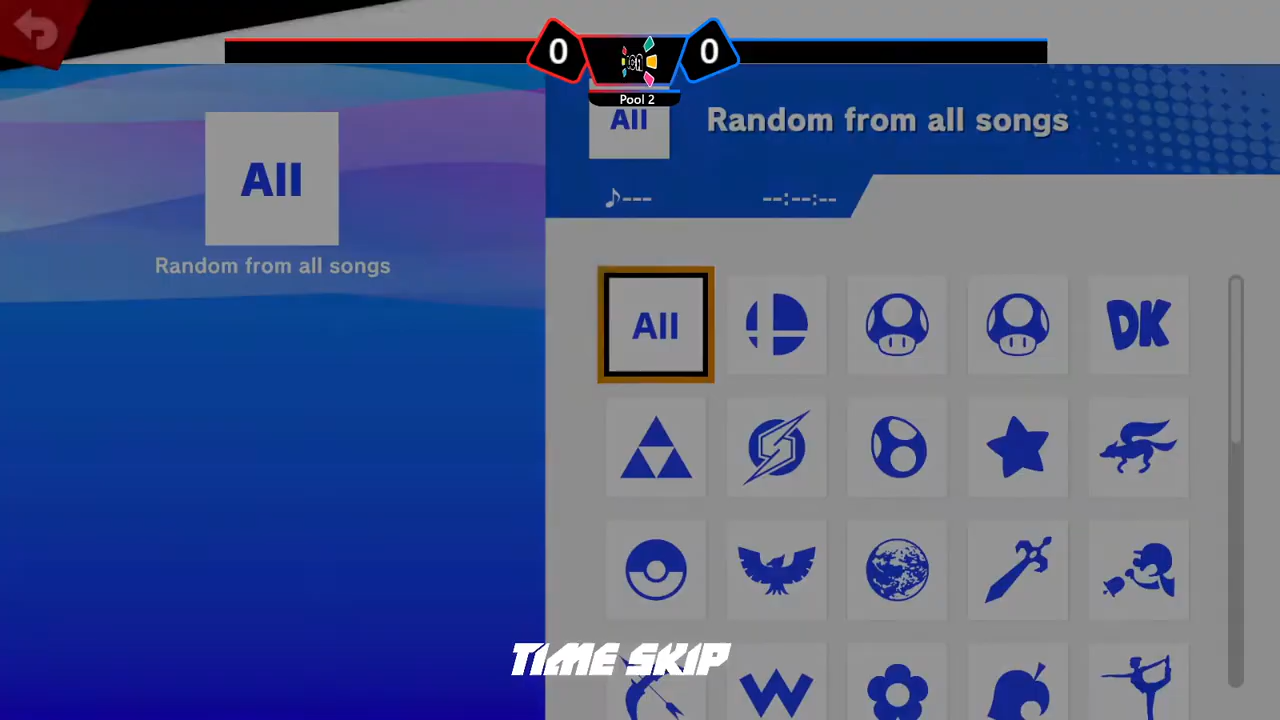 0
0
Pool 2
All
Random from all songs
All
Random from all songs
♪---
--:--:--
All
DK
TIME SKIP